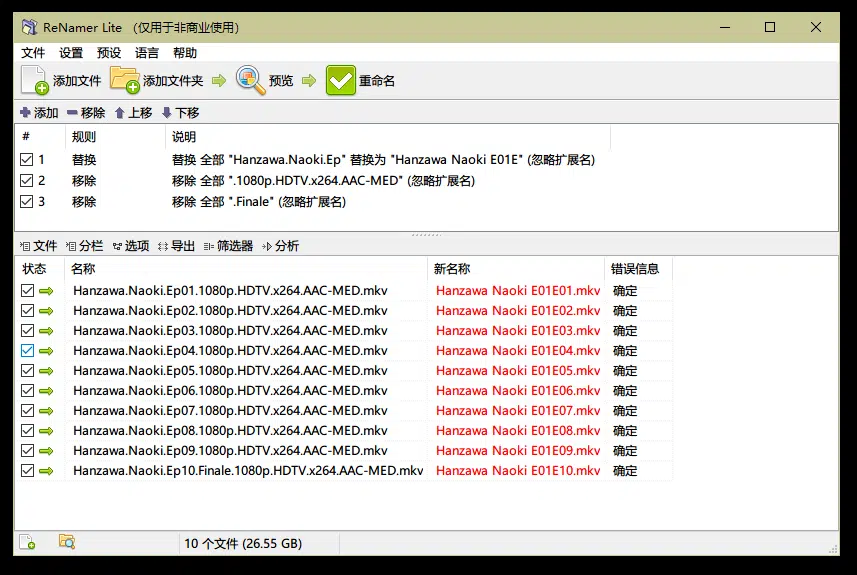 ReNamer Lite （仅用于非商业使用）
文件 设置 预设 语言 帮助
添加文件 添加文件夹 预览 重命名
添加 移除 上移 下移
# 规则 说明
1 替换 替换 全部 "Hanzawa.Naoki.Ep" 替换为 "Hanzawa Naoki E01E" (忽略扩展名)
2 移除 移除 全部 ".1080p.HDTV.x264.AAC-MED" (忽略扩展名)
3 移除 移除 全部 ".Finale" (忽略扩展名)
文件 分栏 选项 导出 筛选器 分析
状态 名称 新名称 错误信息
Hanzawa.Naoki.Ep01.1080p.HDTV.x264.AAC-MED.mkv Hanzawa Naoki E01E01.mkv 确定
Hanzawa.Naoki.Ep02.1080p.HDTV.x264.AAC-MED.mkv Hanzawa Naoki E01E02.mkv 确定
Hanzawa.Naoki.Ep03.1080p.HDTV.x264.AAC-MED.mkv Hanzawa Naoki E01E03.mkv 确定
Hanzawa.Naoki.Ep04.1080p.HDTV.x264.AAC-MED.mkv Hanzawa Naoki E01E04.mkv 确定
Hanzawa.Naoki.Ep05.1080p.HDTV.x264.AAC-MED.mkv Hanzawa Naoki E01E05.mkv 确定
Hanzawa.Naoki.Ep06.1080p.HDTV.x264.AAC-MED.mkv Hanzawa Naoki E01E06.mkv 确定
Hanzawa.Naoki.Ep07.1080p.HDTV.x264.AAC-MED.mkv Hanzawa Naoki E01E07.mkv 确定
Hanzawa.Naoki.Ep08.1080p.HDTV.x264.AAC-MED.mkv Hanzawa Naoki E01E08.mkv 确定
Hanzawa.Naoki.Ep09.1080p.HDTV.x264.AAC-MED.mkv Hanzawa Naoki E01E09.mkv 确定
Hanzawa.Naoki.Ep10.Finale.1080p.HDTV.x264.AAC-MED.mkv Hanzawa Naoki E01E10.mkv 确定
10 个文件 (26.55 GB)